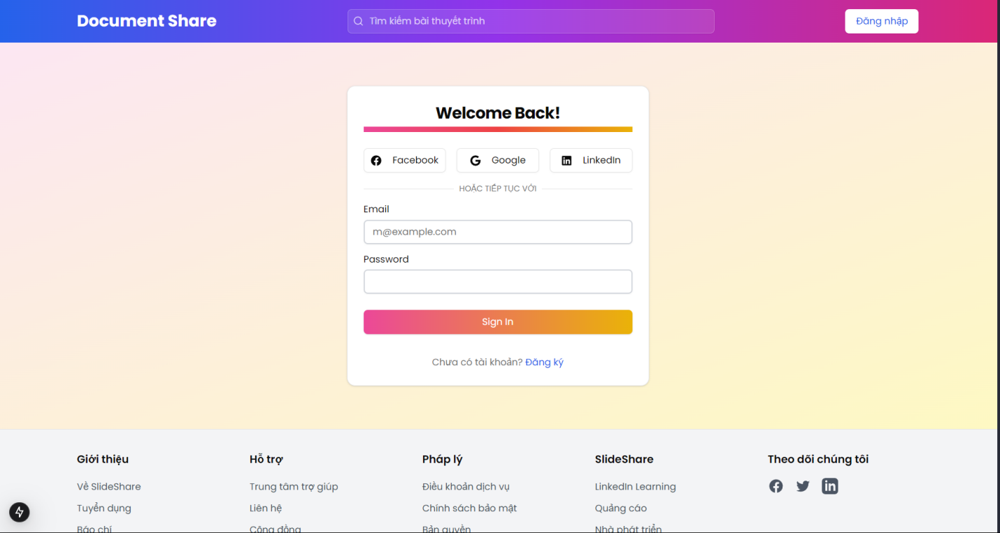 Document Share
Tìm kiếm bài thuyết trình
Đăng nhập
Welcome Back!
Facebook
Google
LinkedIn
HOẶC TIẾP TỤC VỚI
Email
m@example.com
Password
Sign In
Chưa có tài khoản? Đăng ký
Giới thiệu
Về SlideShare
Tuyển dụng
Báo chí
Hỗ trợ
Trung tâm trợ giúp
Liên hệ
Cộng đồng
Pháp lý
Điều khoản dịch vụ
Chính sách bảo mật
Bản quyền
SlideShare
LinkedIn Learning
Quảng cáo
Nhà phát triển
Theo dõi chúng tôi